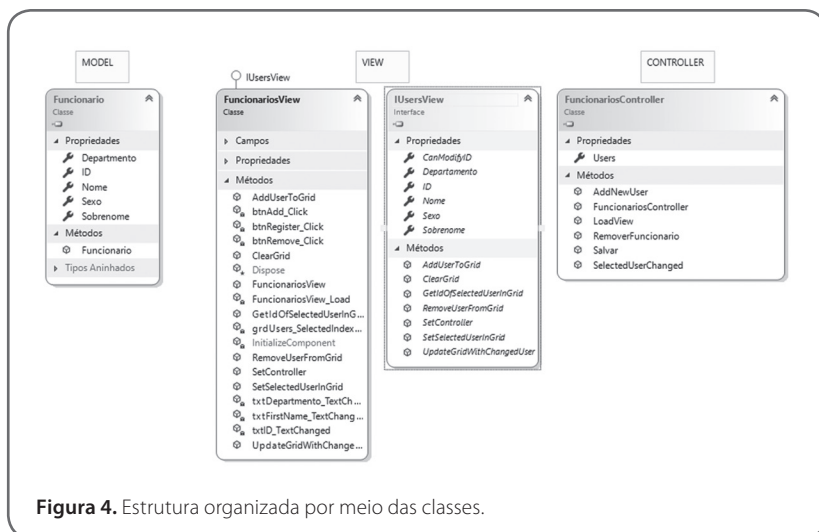 MODEL
VIEW
CONTROLLER
Funcionario
Classe
Propriedades
Departmento
ID
Nome
Sexo
Sobrenome
Métodos
Funcionario
Tipos Aninhados
IUsersView
FuncionariosView
Classe
Campos
Propriedades
Métodos
AddUserToGrid
btnAdd_Click
btnRegister_Click
btnRemove_Click
ClearGrid
Dispose
FuncionariosView
FuncionariosView_Load
GetIdOfSelectedUserInG...
grdUsers_SelectedIndex...
InitializeComponent
RemoveUserFromGrid
SetController
SetSelectedUserInGrid
txtDepartmento_TextCh...
txtFirstName_TextChang...
txtID_TextChanged
UpdateGridWithChange...
IUsersView
Interface
Propriedades
CanModifyID
Departamento
ID
Nome
Sexo
Sobrenome
Métodos
AddUserToGrid
ClearGrid
GetIdOfSelectedUserInGrid
RemoveUserFromGrid
SetController
SetSelectedUserInGrid
UpdateGridWithChangedUser
FuncionariosController
Classe
Propriedades
Users
Métodos
AddNewUser
FuncionariosController
LoadView
RemoverFuncionario
Salvar
SelectedUserChanged
Figura 4. Estrutura organizada por meio das classes.